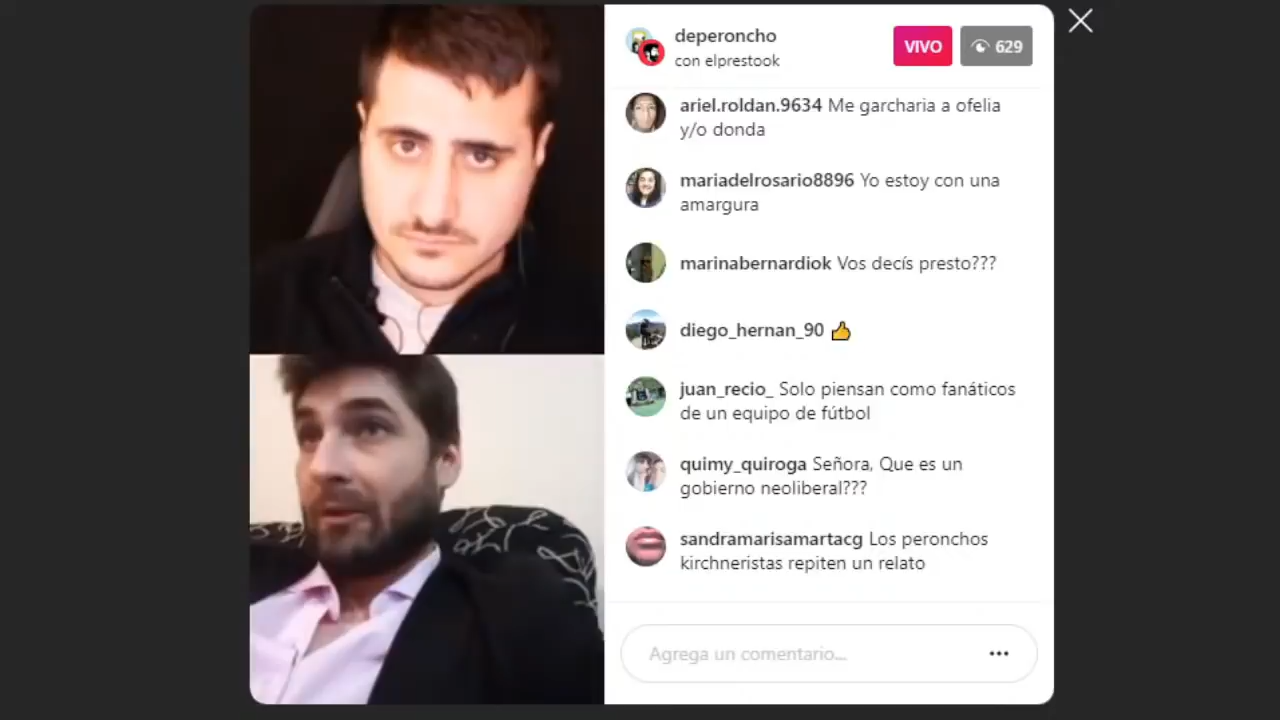 deperoncho
con elprestook
VIVO
629
ariel.roldan.9634 Me garcharia a ofelia
y/o donda
mariadelrosario8896 Yo estoy con una
amargura
marinabernardiok Vos decís presto???
diego_hernan_90 👍
juan_recio_ Solo piensan como fanáticos
de un equipo de fútbol
quimy_quiroga Señora, Que es un
gobierno neoliberal???
sandramarisamartacg Los peronchos
kirchneristas repiten un relato
Agrega un comentario...